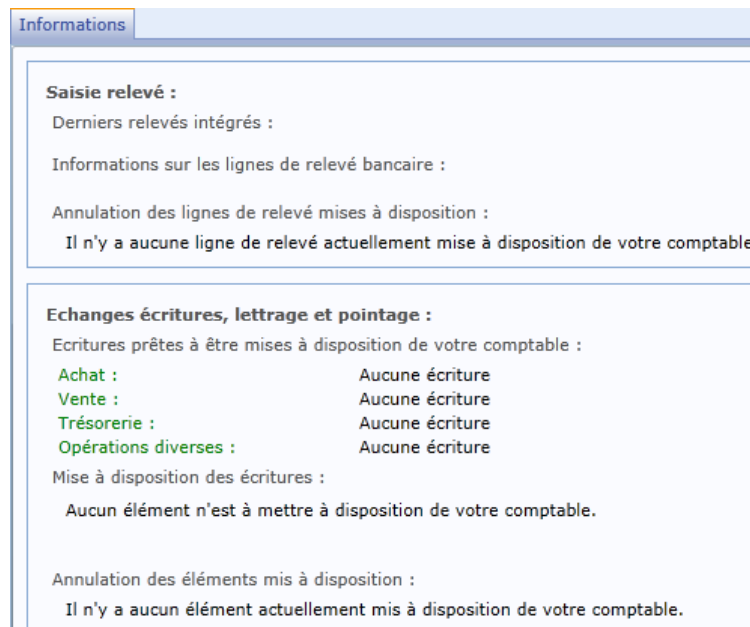 Informations
Saisie relevé :
Derniers relevés intégrés :
Informations sur les lignes de relevé bancaire :
Annulation des lignes de relevé mises à disposition :
Il n'y a aucune ligne de relevé actuellement mise à disposition de votre comptable
Echanges écritures, lettrage et pointage :
Ecritures prêtes à être mises à disposition de votre comptable :
Achat : Aucune écriture
Vente : Aucune écriture
Trésorerie : Aucune écriture
Opérations diverses : Aucune écriture
Mise à disposition des écritures :
Aucun élément n'est à mettre à disposition de votre comptable.
Annulation des éléments mis à disposition :
Il n'y a aucun élément actuellement mis à disposition de votre comptable.